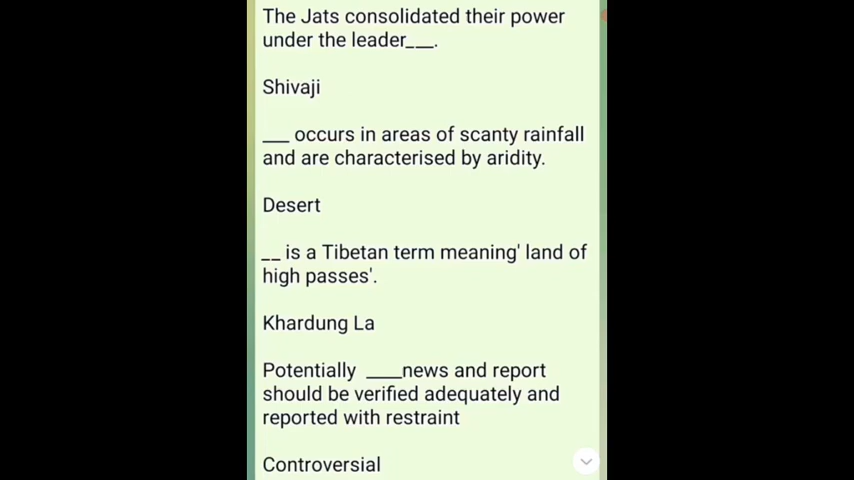 The Jats consolidated their power
under the leader___.
Shivaji
___ occurs in areas of scanty rainfall
and are characterised by aridity.
Desert
__ is a Tibetan term meaning' land of
high passes'.
Khardung La
Potentially ____news and report
should be verified adequately and
reported with restraint
Controversial